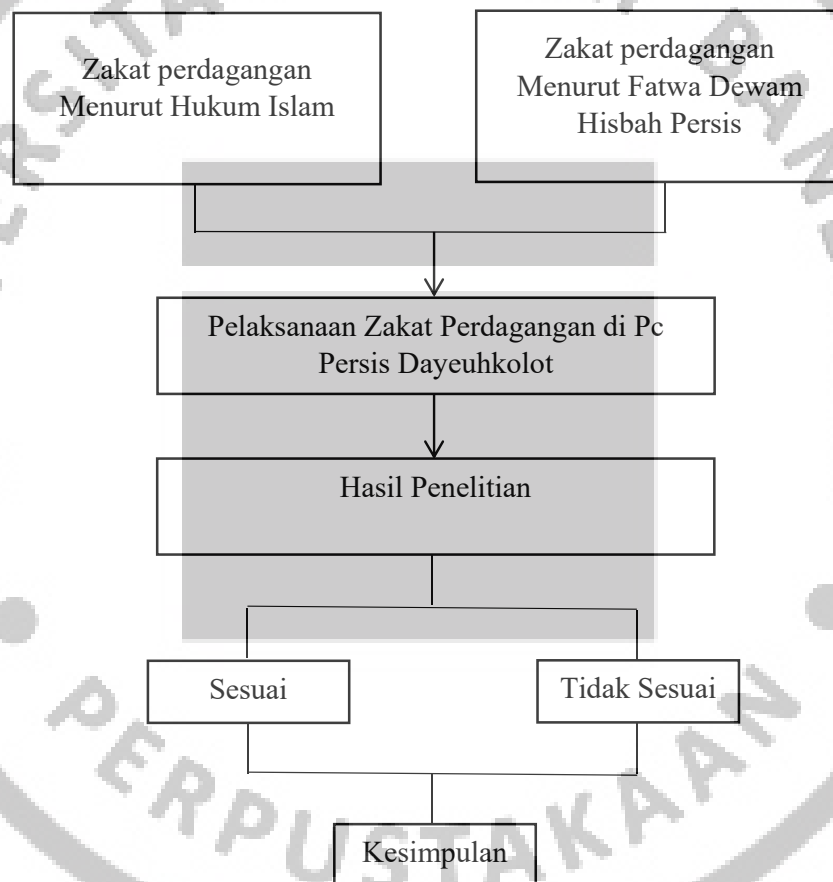 Zakat perdagangan
Menurut Hukum Islam
Zakat perdagangan
Menurut Fatwa Dewam
Hisbah Persis
Pelaksanaan Zakat Perdagangan di Pc
Persis Dayeuhkolot
Hasil Penelitian
Sesuai
Tidak Sesuai
Kesimpulan
PERPUSTAKAAN